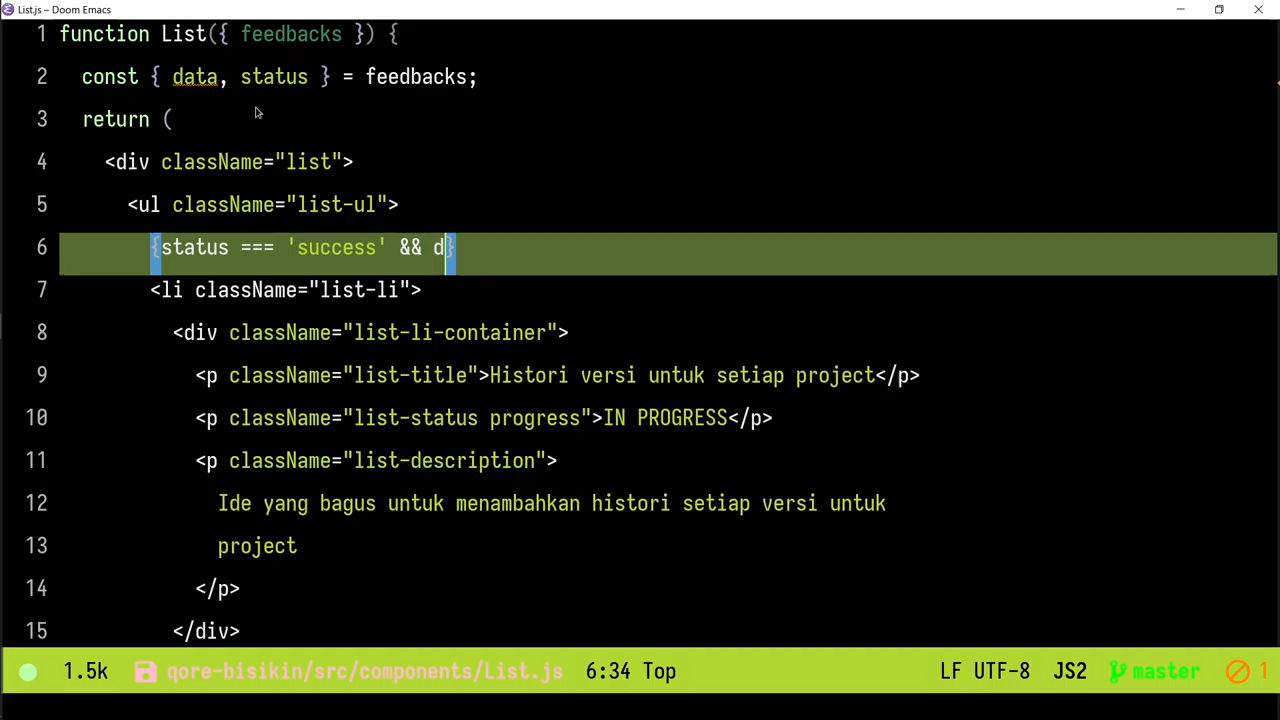 List.js – Doom Emacs
1 function List({ feedbacks }) {
2 const { data, status } = feedbacks;
3 return (
4 <div className="list">
5 <ul className="list-ul">
6 {status === 'success' && d}
7 <li className="list-li">
8 <div className="list-li-container">
9 <p className="list-title">Histori versi untuk setiap project</p>
10 <p className="list-status progress">IN PROGRESS</p>
11 <p className="list-description">
12 Ide yang bagus untuk menambahkan histori setiap versi untuk
13 project
14 </p>
15 </div>
1.5k qore-bisikin/src/components/List.js 6:34 Top LF UTF-8 JS2 master 1